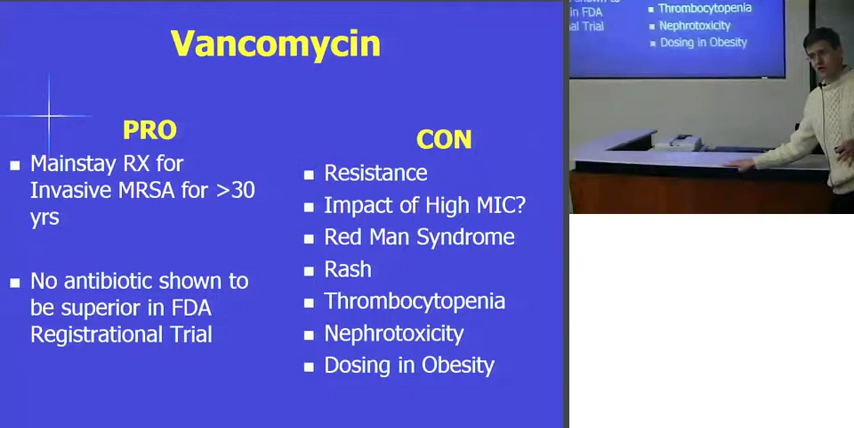 Vancomycin
PRO
Mainstay RX for
Invasive MRSA for >30
yrs
No antibiotic shown to
be superior in FDA
Registrational Trial
CON
Resistance
Impact of High MIC?
Red Man Syndrome
Rash
Thrombocytopenia
Nephrotoxicity
Dosing in Obesity
in FDA
al Trial
Thrombocytopenia
Nephrotoxicity
Dosing in Obesity